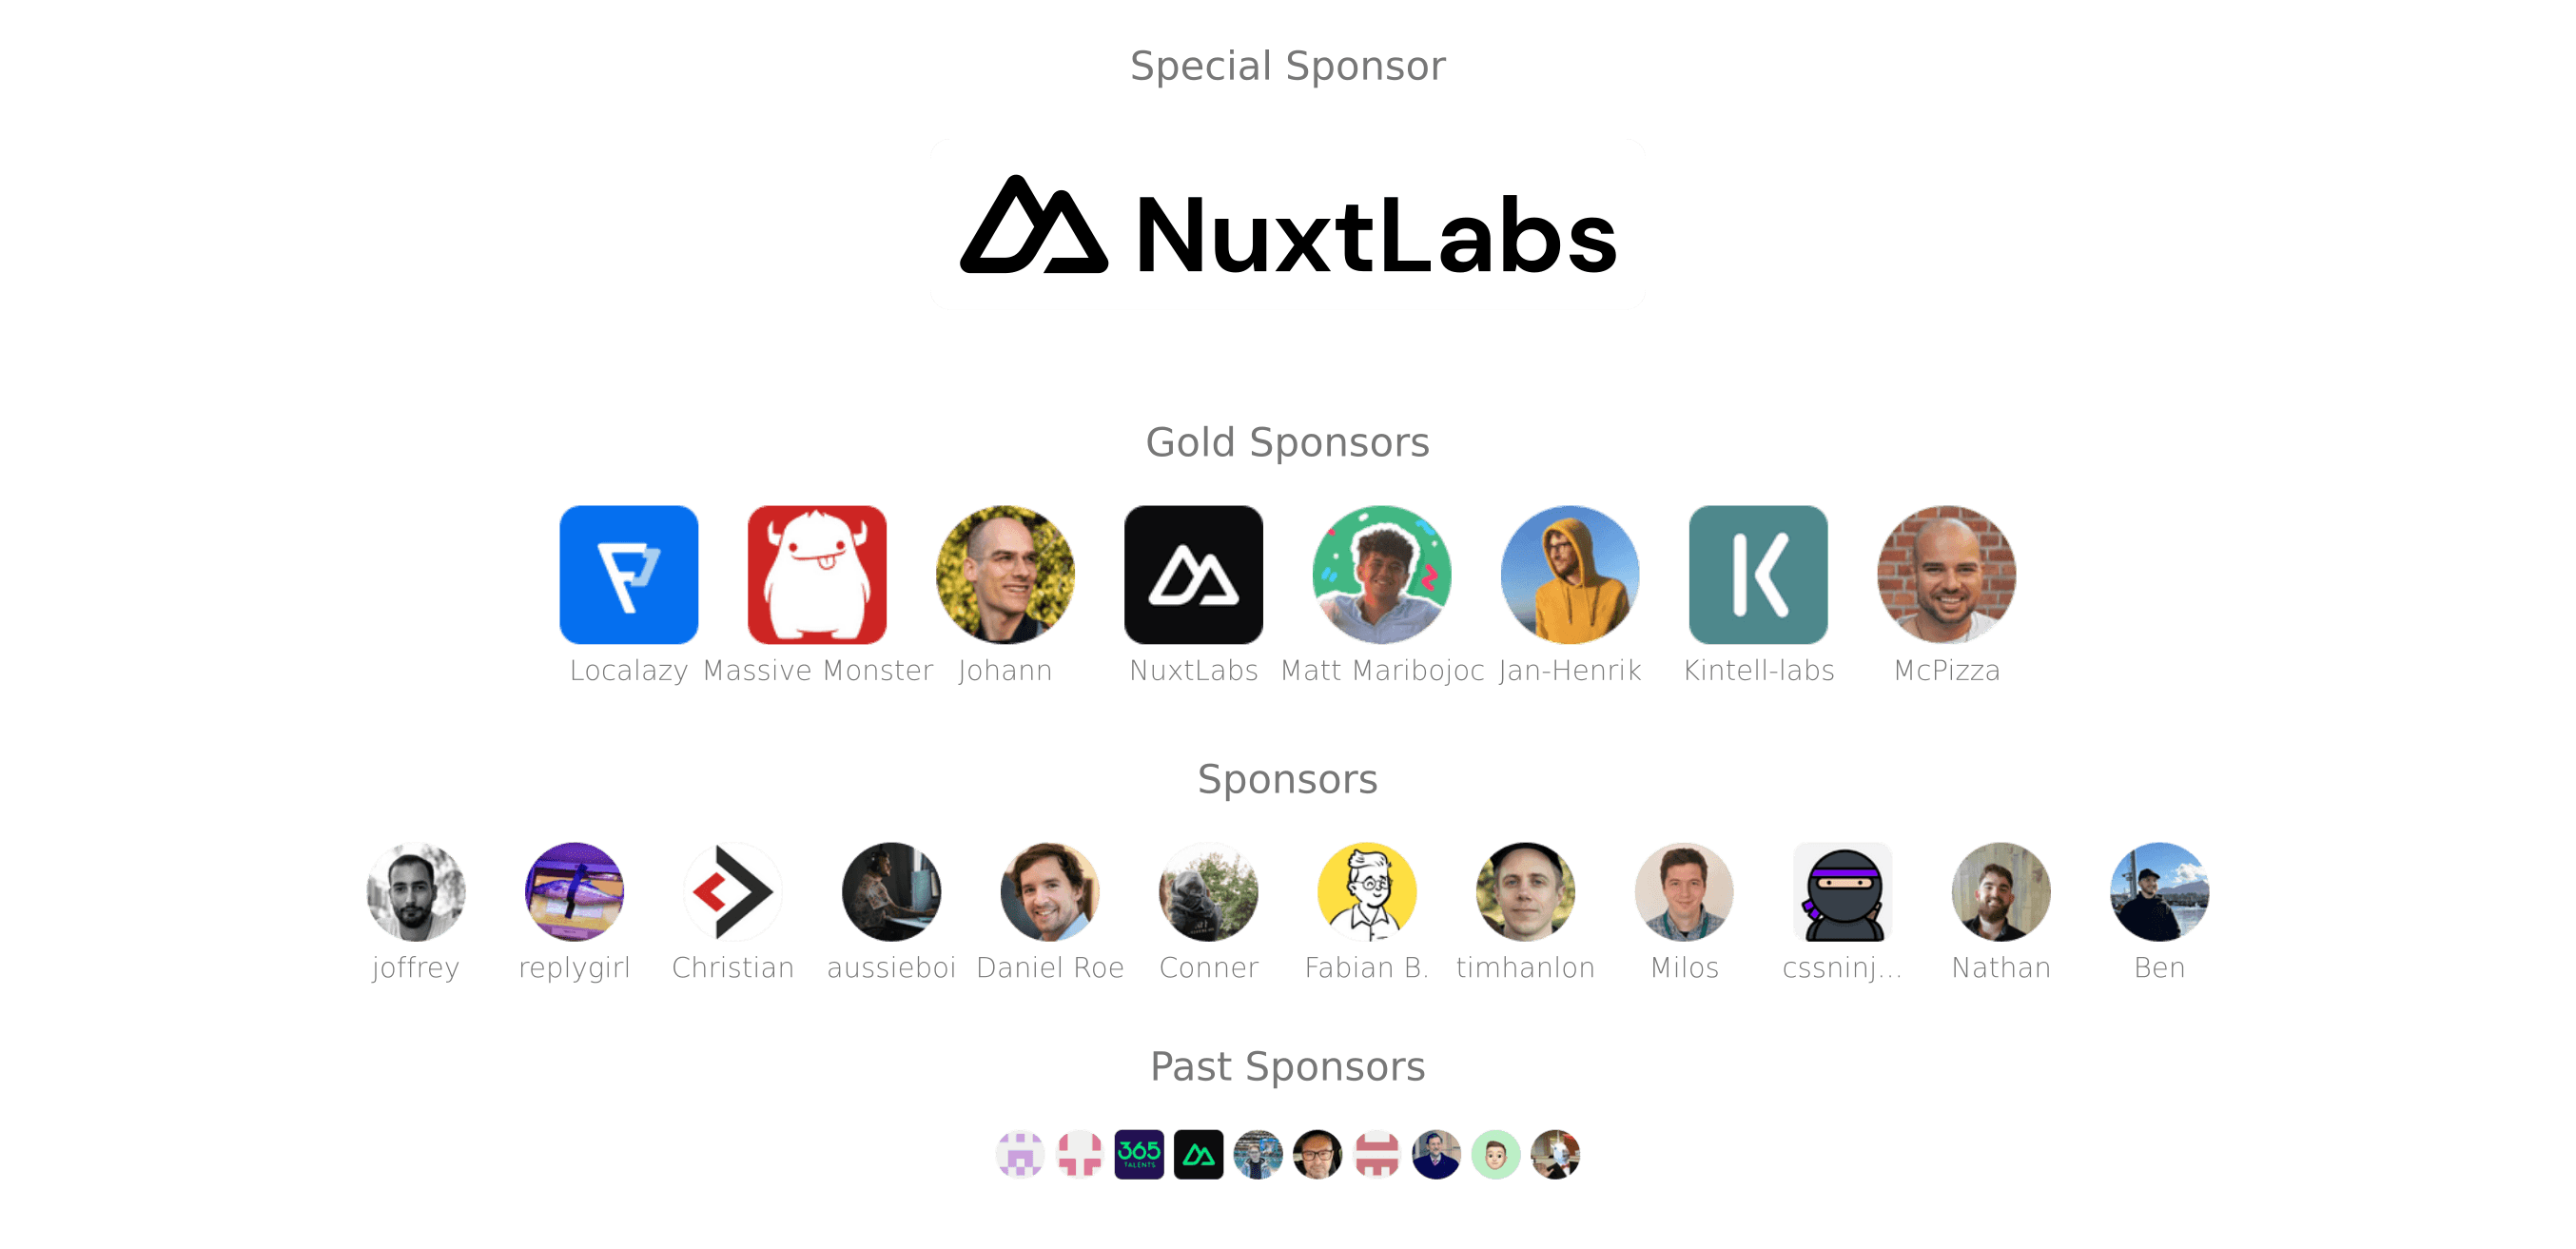 Special Sponsor
NuxtLabs
Gold Sponsors
Localazy Massive Monster Johann NuxtLabs Matt Maribojoc Jan-Henrik Kintell-labs McPizza
Sponsors
joffrey replygirl Christian aussieboi Daniel Roe Conner Fabian B. timhanlon Milos cssninj... Nathan Ben
Past Sponsors
365
TALENTS